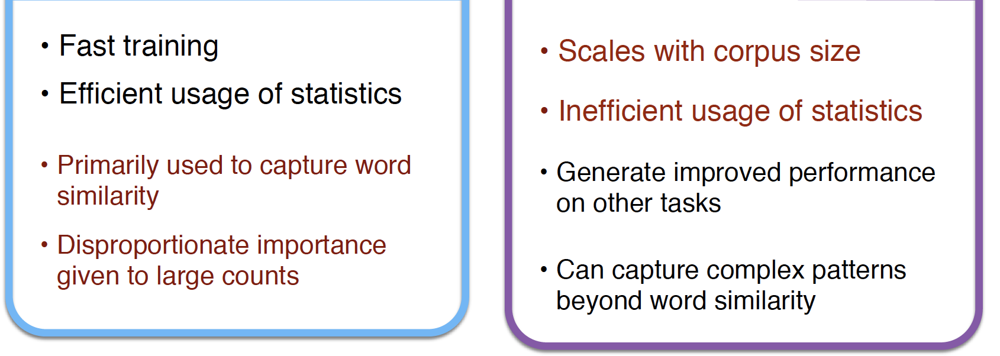 • Fast training
• Efficient usage of statistics
• Primarily used to capture word
similarity
• Disproportionate importance
given to large counts
• Scales with corpus size
• Inefficient usage of statistics
• Generate improved performance
on other tasks
• Can capture complex patterns
beyond word similarity